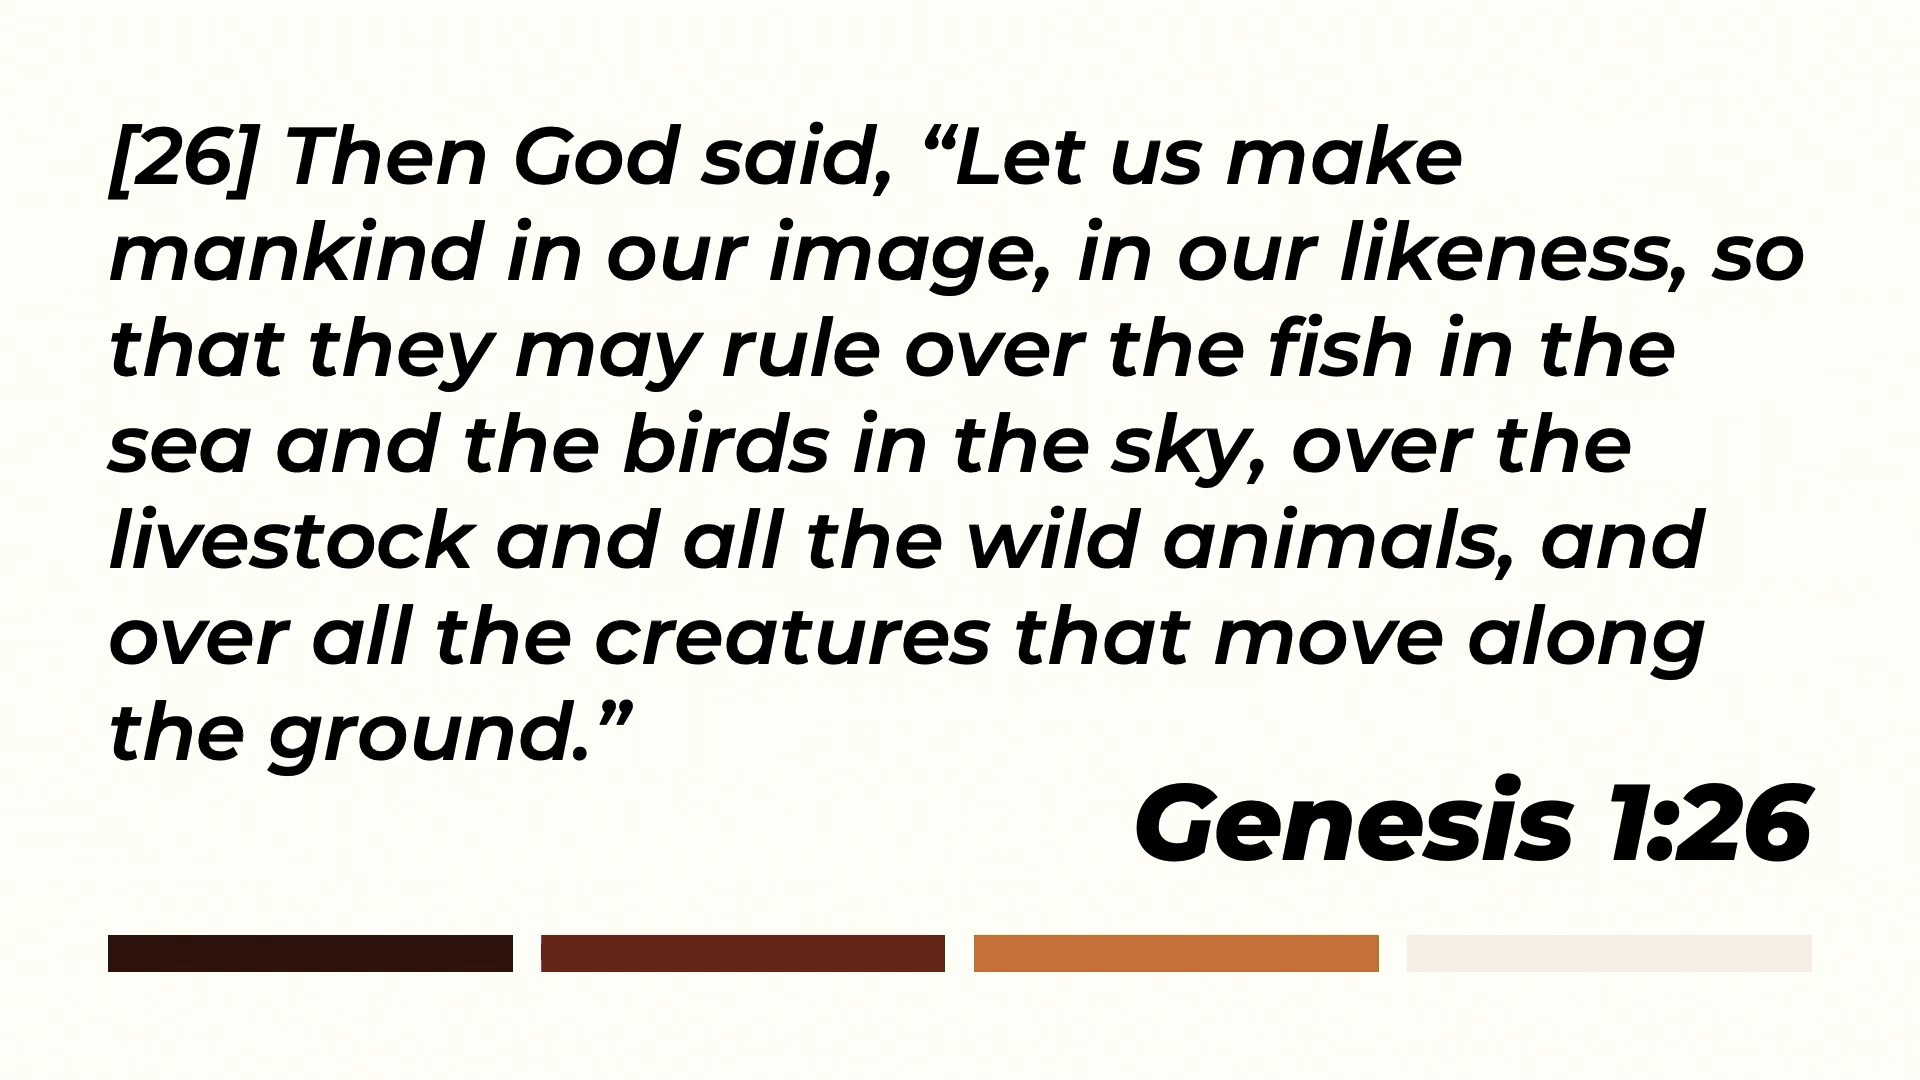 [26] Then God said, “Let us make
mankind in our image, in our likeness, so
that they may rule over the fish in the
sea and the birds in the sky, over the
livestock and all the wild animals, and
over all the creatures that move along
the ground.”
Genesis 1:26